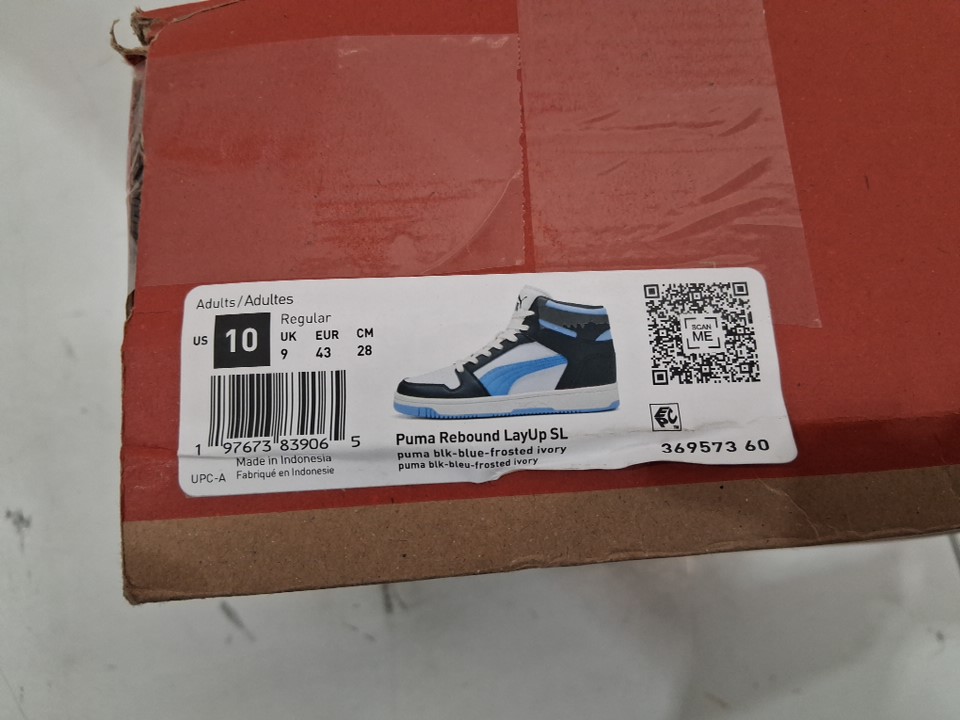 Adults/Adultes
Regular
US 10 UK EUR CM
9 43 28
SCAN
ME
1 97673 83906 5
Made in Indonesia
UPC-A Fabriqué en Indonesie
Puma Rebound LayUp SL
puma blk-blue-frosted ivory
puma blk-bleu-frosted ivory
369573 60